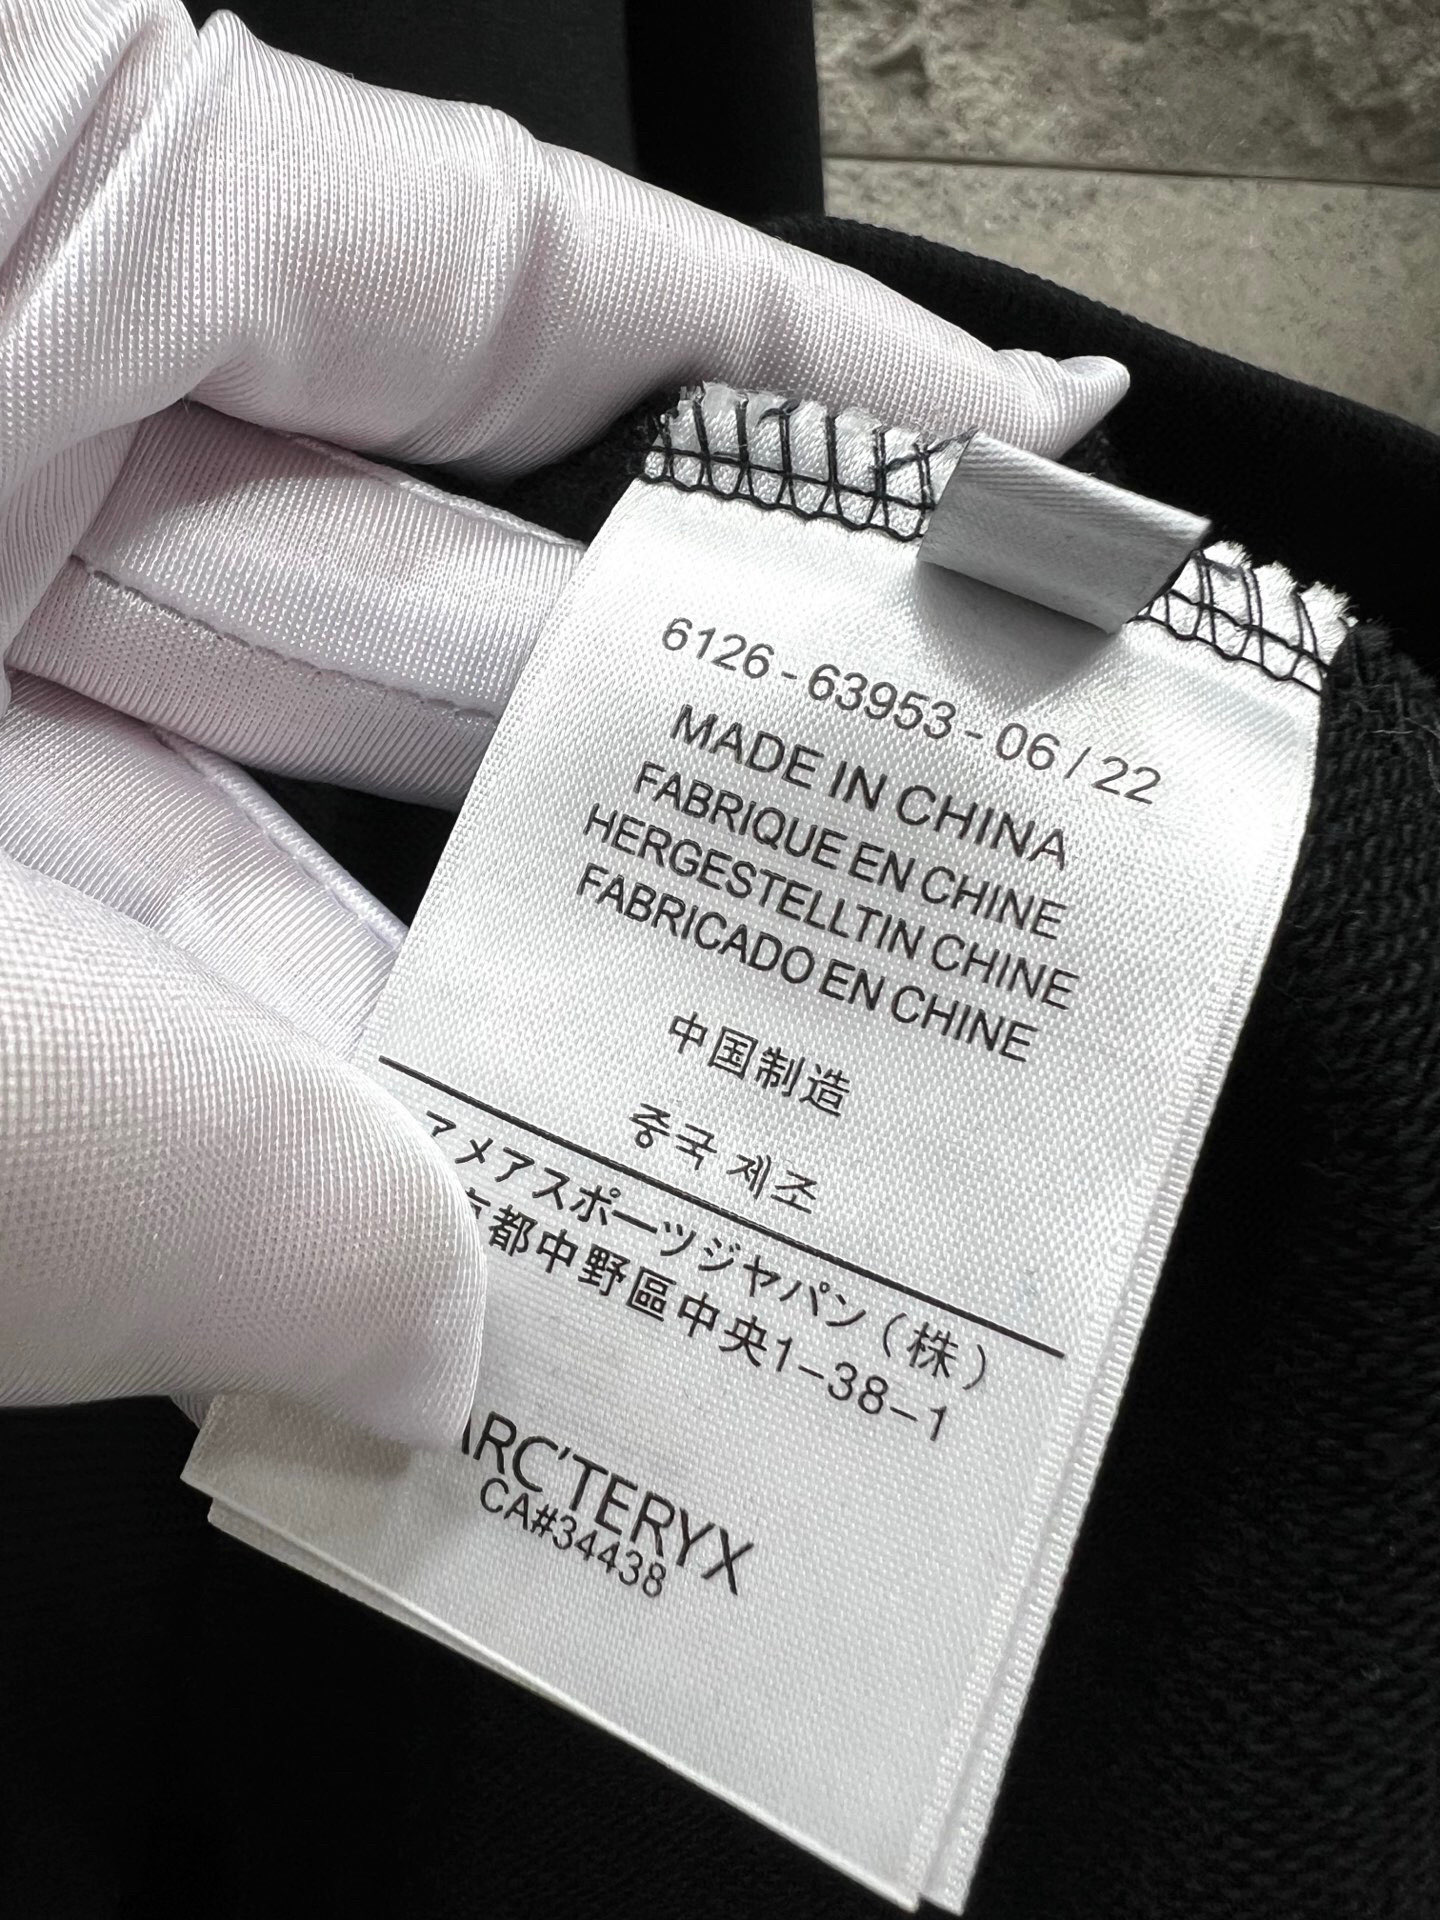 6126 - 63953 - 06 / 22
MADE IN CHINA
FABRIQUE EN CHINE
HERGESTELLTIN CHINE
FABRICADO EN CHINE
中国制造
중국 제조
アメアスポーツジヤパン（株）
京都中野區中央1-38-1
ARC'TERYX
CA#34438